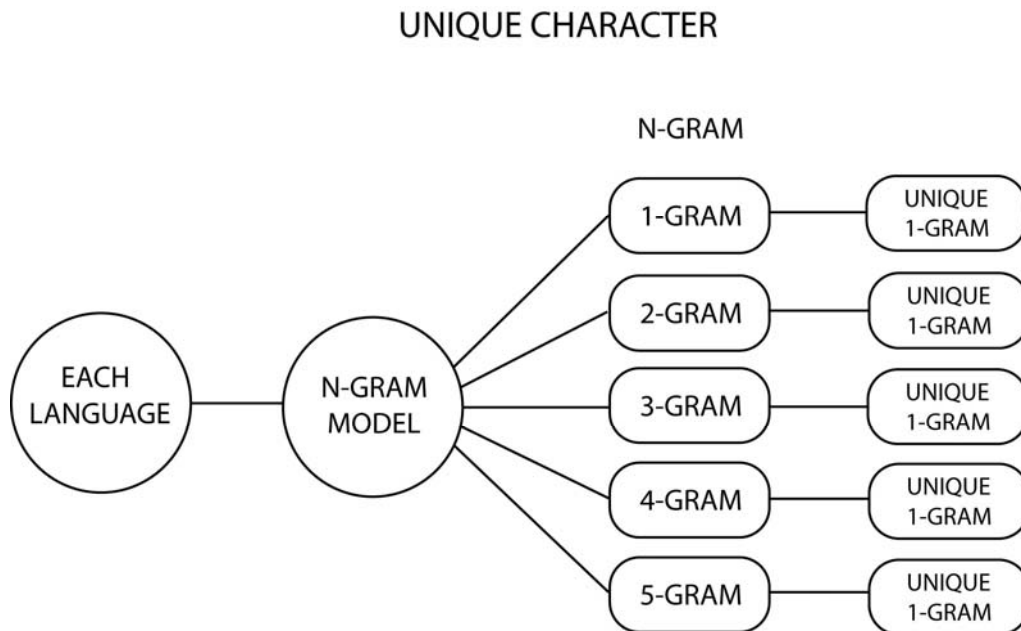 UNIQUE CHARACTER
N-GRAM
1-GRAM
UNIQUE
1-GRAM
2-GRAM
UNIQUE
1-GRAM
EACH
LANGUAGE
N-GRAM
MODEL
3-GRAM
UNIQUE
1-GRAM
4-GRAM
UNIQUE
1-GRAM
5-GRAM
UNIQUE
1-GRAM